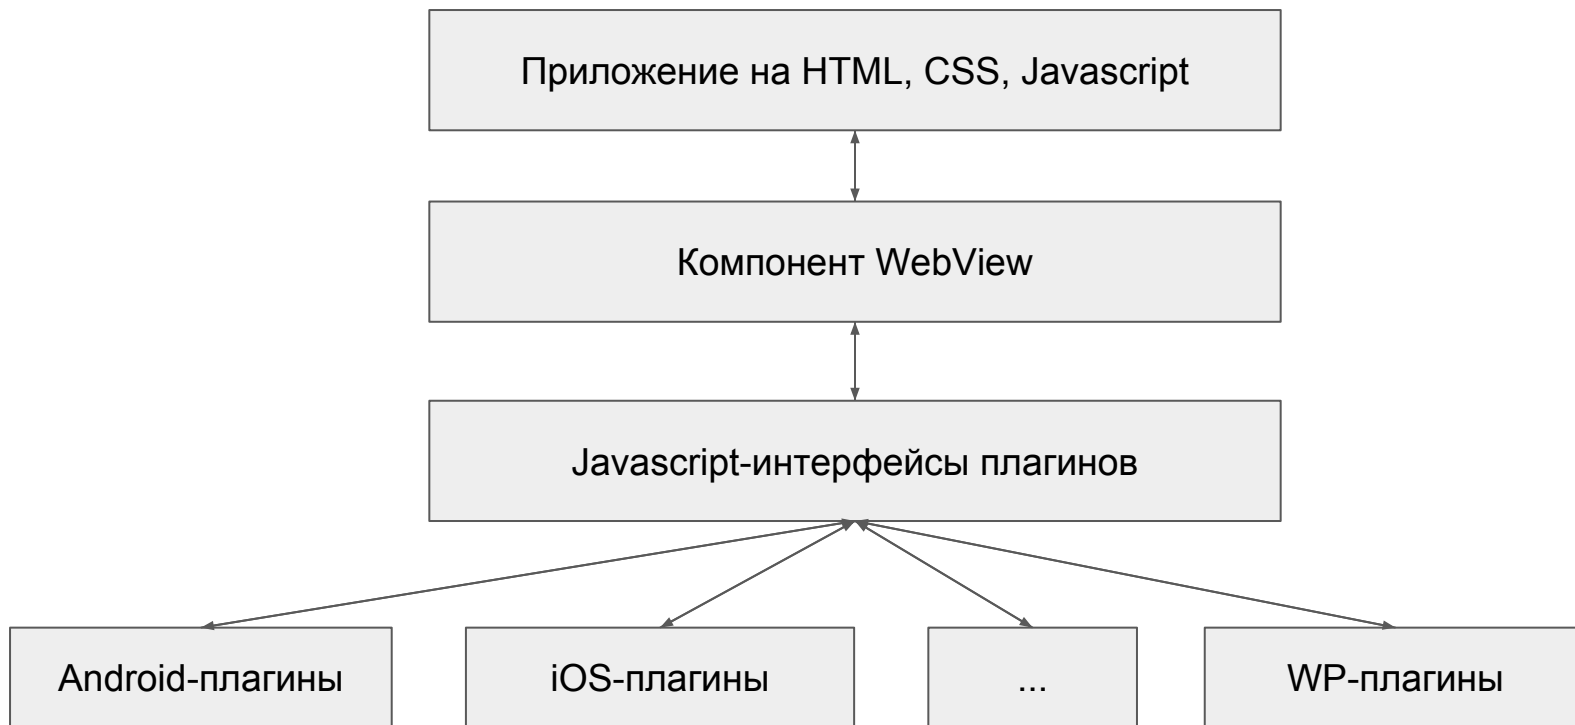 Приложение на HTML, CSS, Javascript
Компонент WebView
Javascript-интерфейсы плагинов
Android-плагины
iOS-плагины
...
WP-плагины